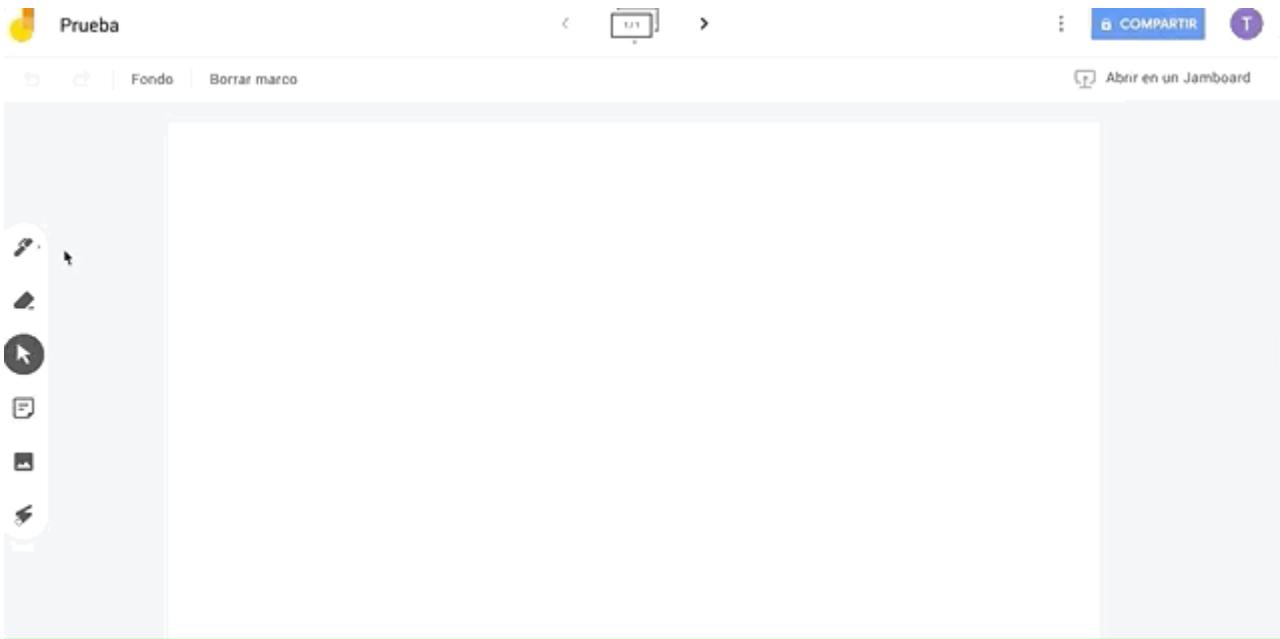 Prueba
1/1
COMPARTIR
T
Fondo
Borrar marco
Abrir en un Jamboard